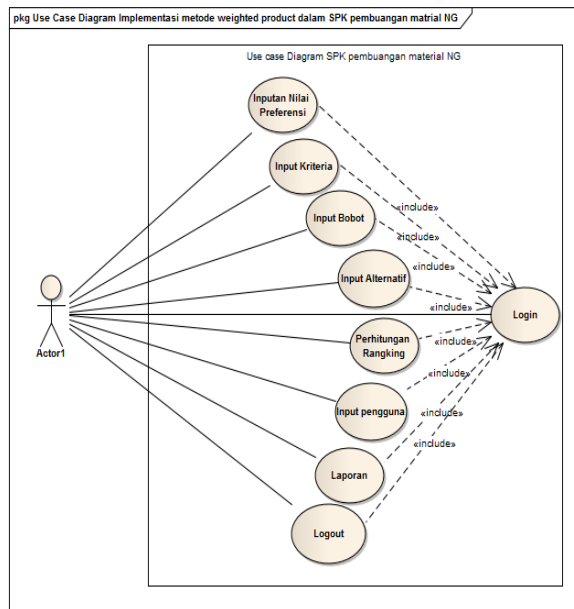 pkg Use Case Diagram Implementasi metode weighted product dalam SPK pembuangan matrial NG
Use case Diagram SPK pembuangan material NG
Inputan Nilai
Preferensi
Input Kriteria
«include»
Input Bobot
«include»
«include»
Input Alternatif
«include»
Login
Actor1
Perhitungan
Rangking
Input pengguna
«include»
«include»
Laporan
Logout